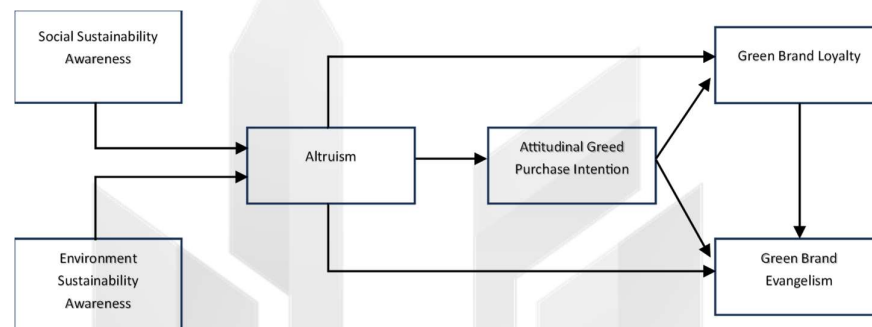 Social Sustainability
Awareness
Green Brand Loyalty
Altruism
Attitudinal Greed
Purchase Intention
Environment
Sustainability
Awareness
Green Brand
Evangelism